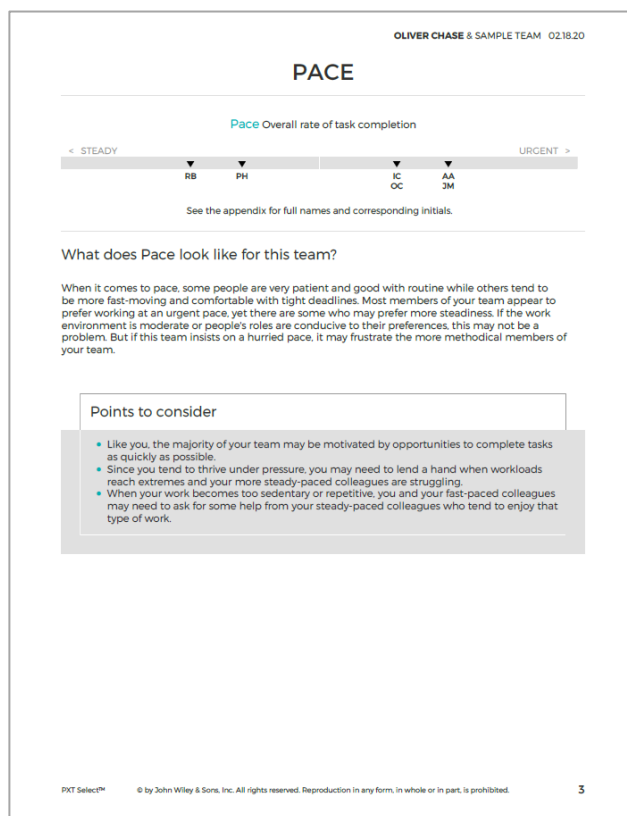 OLIVER CHASE & SAMPLE TEAM 02.18.20
PACE
Pace Overall rate of task completion
< STEADY URGENT >
RB PH IC AA
OC JM
See the appendix for full names and corresponding initials.
What does Pace look like for this team?
When it comes to pace, some people are very patient and good with routine while others tend to
be more fast-moving and comfortable with tight deadlines. Most members of your team appear to
prefer working at an urgent pace, yet there are some who may prefer more steadiness. If the work
environment is moderate or people's roles are conducive to their preferences, this may not be a
problem. But if this team insists on a hurried pace, it may frustrate the more methodical members of
your team.
Points to consider
• Like you, the majority of your team may be motivated by opportunities to complete tasks
as quickly as possible.
• Since you tend to thrive under pressure, you may need to lend a hand when workloads
reach extremes and your more steady-paced colleagues are struggling.
• When your work becomes too sedentary or repetitive, you and your fast-paced colleagues
may need to ask for some help from your steady-paced colleagues who tend to enjoy that
type of work.
PXT Select™ © by John Wiley & Sons, Inc. All rights reserved. Reproduction in any form, in whole or in part, is prohibited. 3